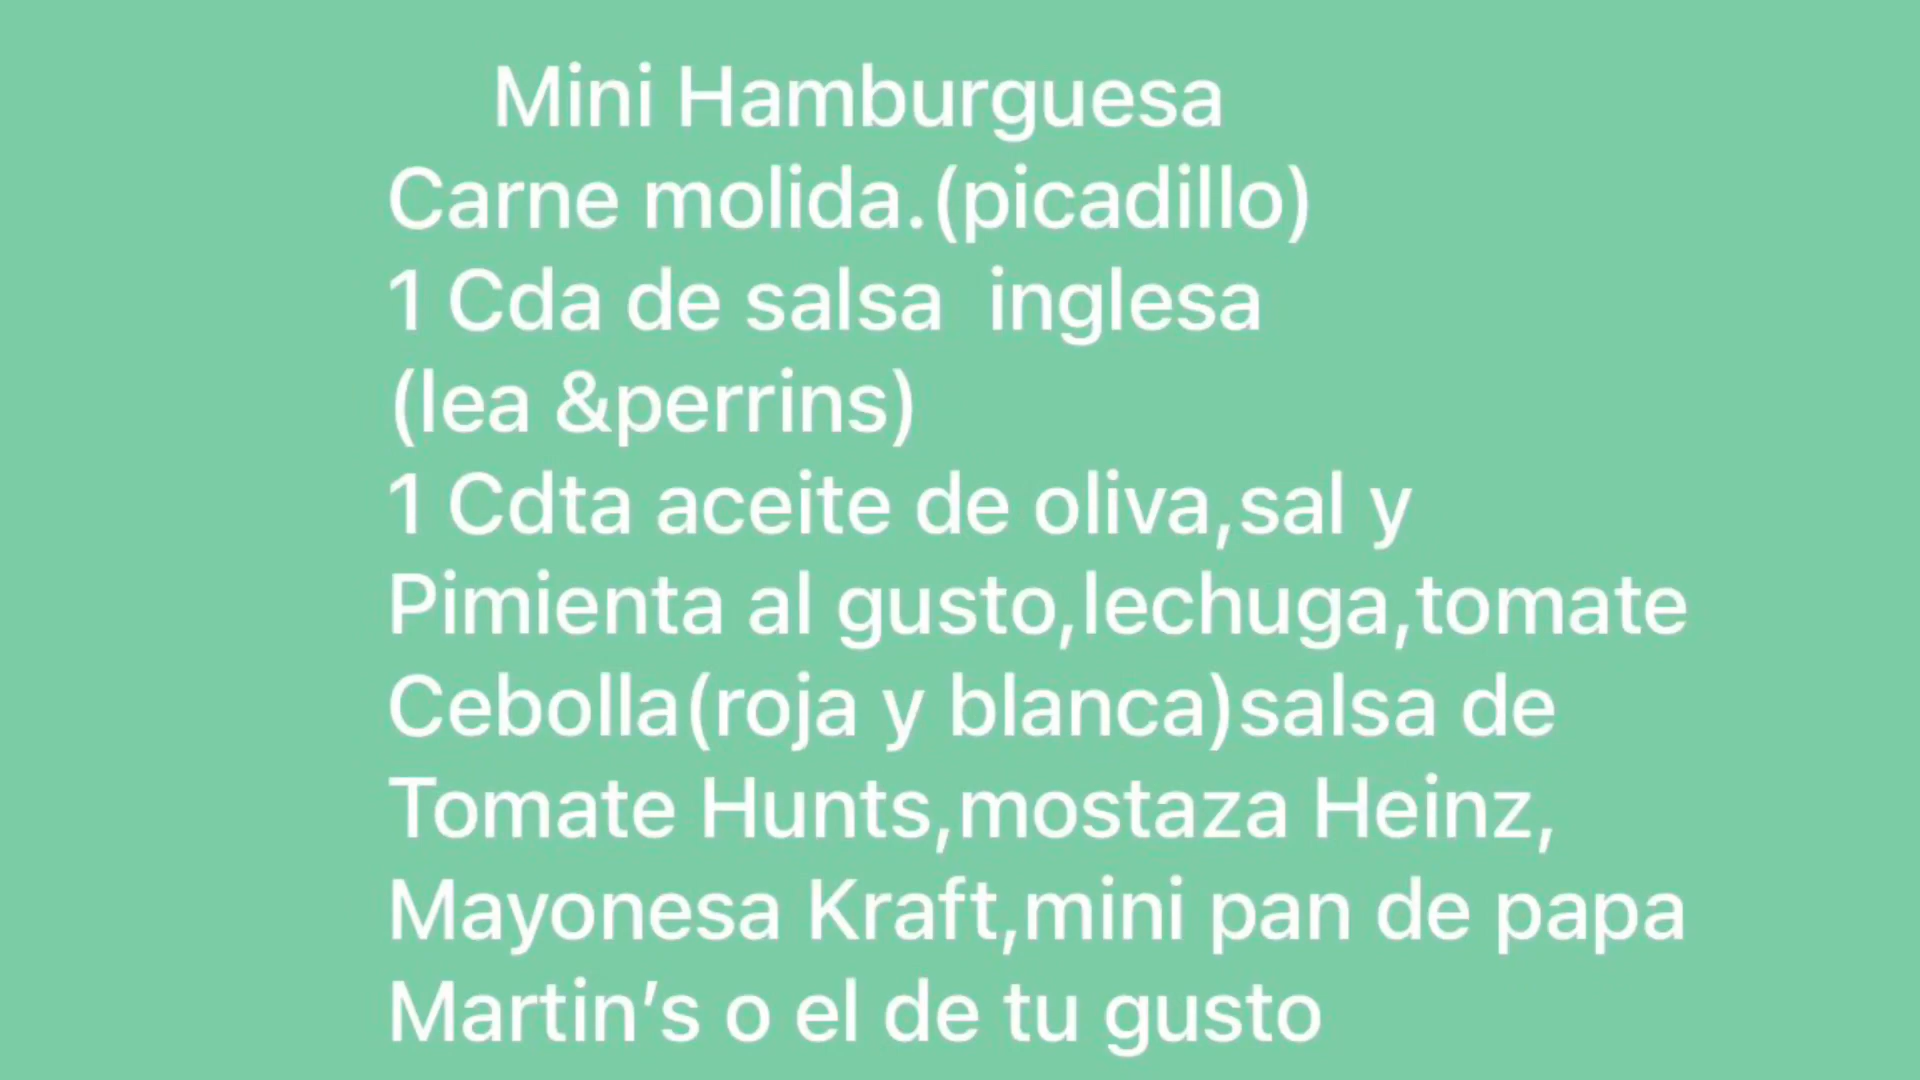 Mini Hamburguesa
Carne molida.(picadillo)
1 Cda de salsa  inglesa
(lea &perrins)
1 Cdta aceite de oliva,sal y
Pimienta al gusto,lechuga,tomate
Cebolla(roja y blanca)salsa de
Tomate Hunts,mostaza Heinz,
Mayonesa Kraft,mini pan de papa
Martin’s o el de tu gusto